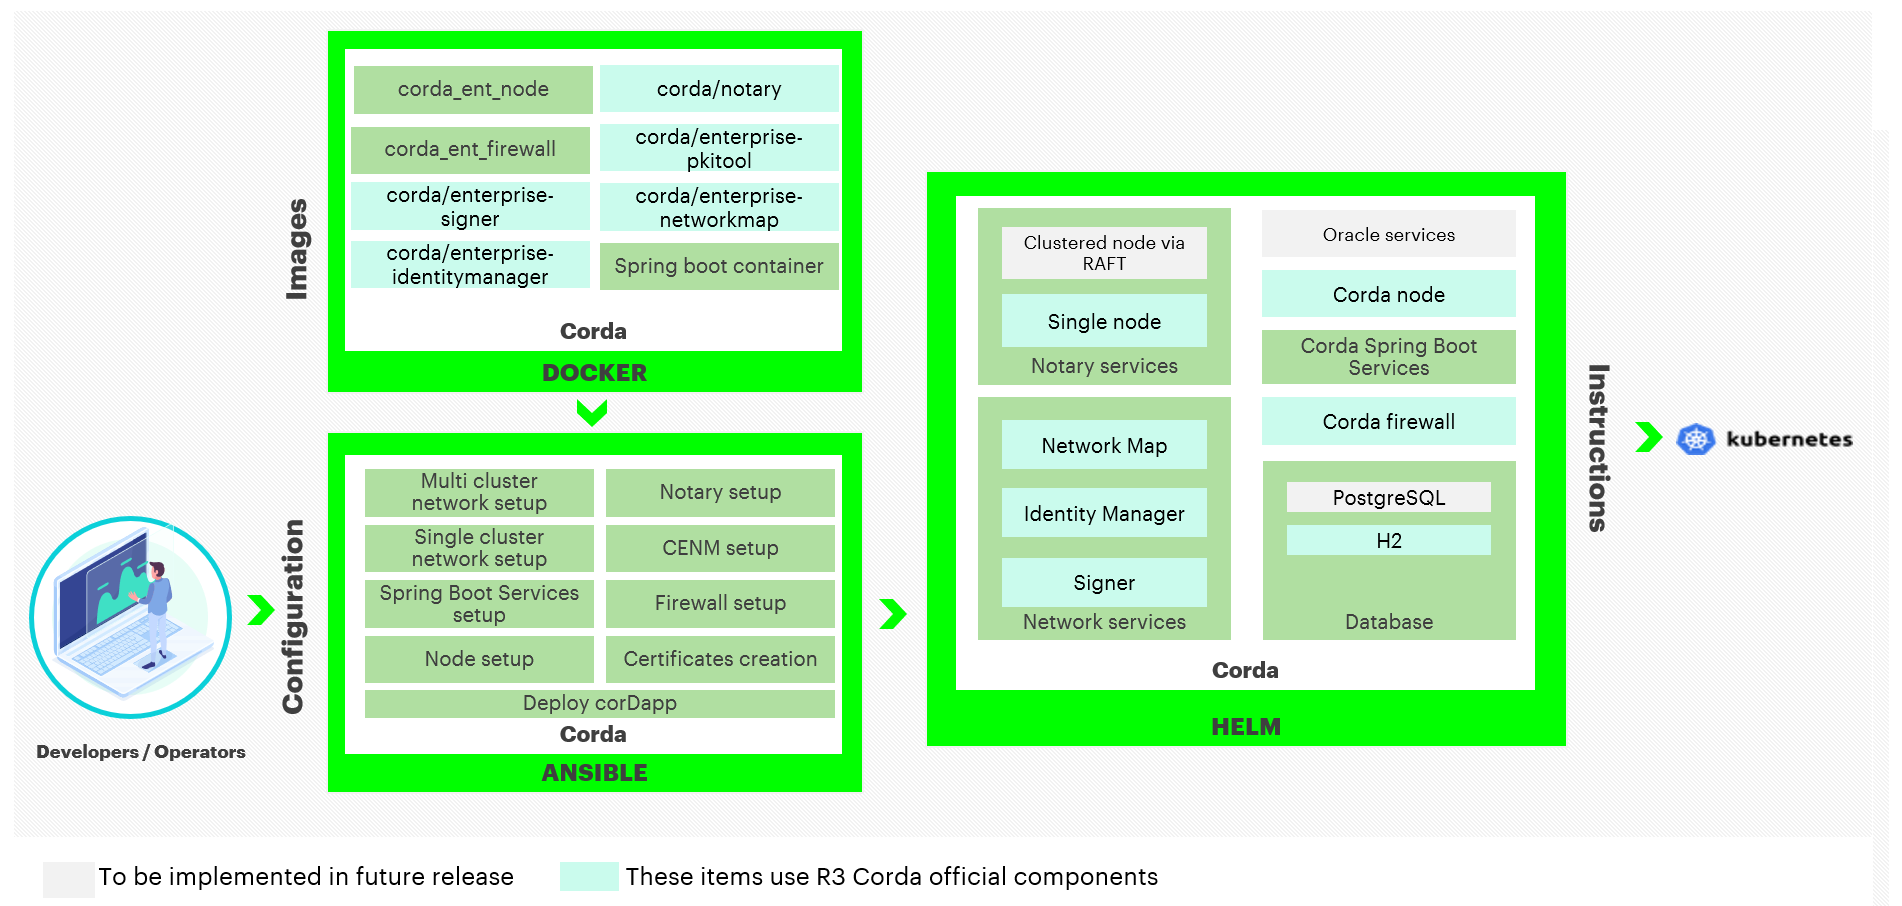 Images
corda_ent_node
corda/notary
corda_ent_firewall
corda/enterprise-
pkitool
corda/enterprise-
signer
corda/enterprise-
networkmap
corda/enterprise-
identitymanager
Spring boot container
Corda
DOCKER
Developers / Operators
Configuration
Multi cluster
network setup
Notary setup
Single cluster
network setup
CENM setup
Spring Boot Services
setup
Firewall setup
Node setup
Certificates creation
Deploy corDapp
Corda
ANSIBLE
Clustered node via
RAFT
Single node
Notary services
Network Map
Identity Manager
Signer
Network services
Oracle services
Corda node
Corda Spring Boot
Services
Corda firewall
PostgreSQL
H2
Database
Corda
HELM
Instructions
kubernetes
To be implemented in future release
These items use R3 Corda official components